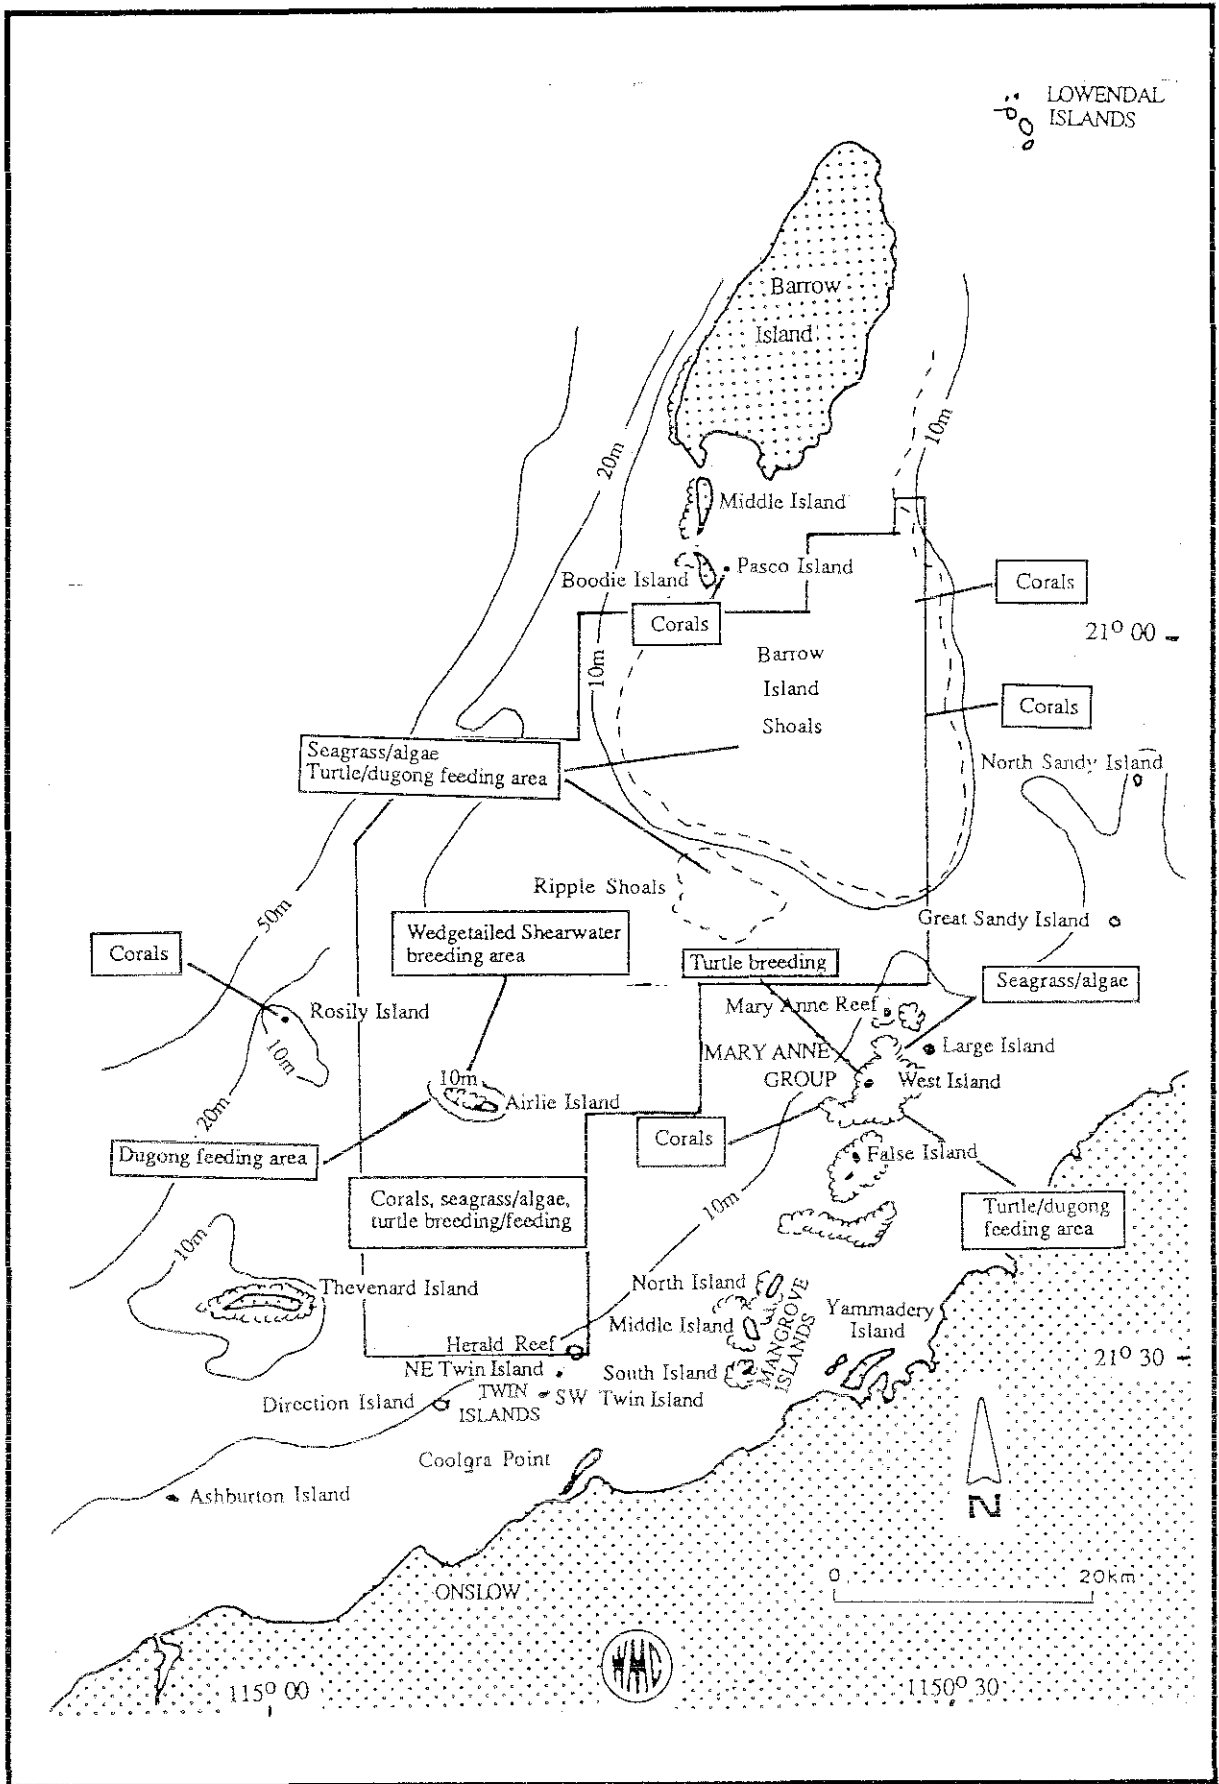 LOWENDAL
ISLANDS
Barrow
Island
10m
20m
Middle Island
Pasco Island
Boodie Island
Corals
Corals
21° 00
Barrow
Island
Shoals
10m
Corals
Seagrass/algae
Turtle/dugong feeding area
North Sandy Island
Ripple Shoals
50m
Great Sandy Island
Wedgetailed Shearwater
breeding area
Corals
Turtle breeding
Seagrass/algae
Rosily Island
Mary Anne Reef
10m
MARY ANNE
GROUP
Large Island
10m
West Island
Airlie Island
20m
Corals
Dugong feeding area
False Island
Corals, seagrass/algae,
turtle breeding/feeding
10m
Turtle/dugong
feeding area
10m
Thevenard Island
North Island
Middle Island
MANGROVE
ISLANDS
Yammadery
Island
Herald Reef
NE Twin Island
South Island
21° 30
Direction Island
TWIN
ISLANDS
SW Twin Island
Coolgra Point
Ashburton Island
N
ONSLOW
0
20km
WMC
115° 00
1150° 30